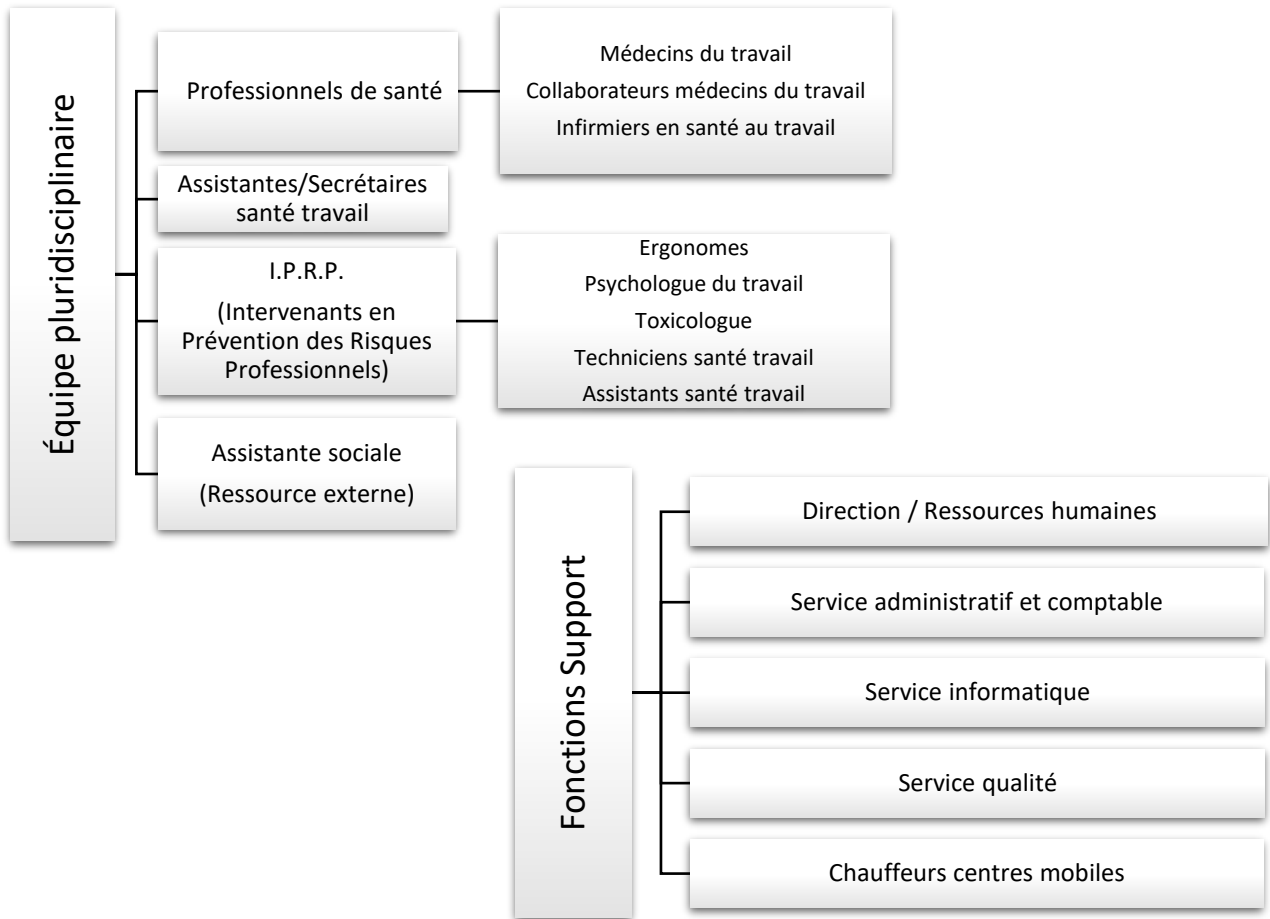 Équipe pluridisciplinaire
Professionnels de santé
Médecins du travail
Collaborateurs médecins du travail
Infirmiers en santé au travail
Assistantes/Secrétaires
santé travail
I.P.R.P.
(Intervenants en
Prévention des Risques
Professionnels)
Ergonomes
Psychologue du travail
Toxicologue
Techniciens santé travail
Assistants santé travail
Assistante sociale
(Ressource externe)
Fonctions Support
Direction / Ressources humaines
Service administratif et comptable
Service informatique
Service qualité
Chauffeurs centres mobiles